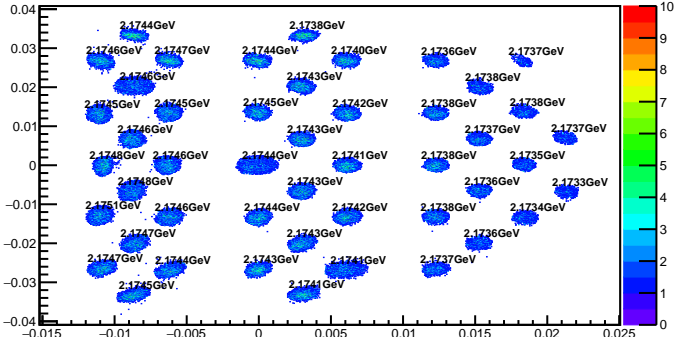 0.04
2.1744GeV 2.1738GeV
2.1746GeV 2.1747GeV 2.1744GeV 2.1740GeV 2.1736GeV 2.1737GeV
0.03
2.1746GeV 2.1743GeV 2.1738GeV
0.02
2.1745GeV 2.1745GeV 2.1745GeV 2.1742GeV 2.1738GeV 2.1738GeV
2.1746GeV 2.1743GeV 2.1737GeV 2.1737GeV
0.01
2.1748GeV 2.1746GeV 2.1744GeV 2.1741GeV 2.1738GeV 2.1735GeV
0
2.1748GeV 2.1743GeV 2.1736GeV 2.1733GeV
−0.01
2.1751GeV 2.1746GeV 2.1744GeV 2.1742GeV 2.1738GeV 2.1734GeV
2.1747GeV 2.1743GeV 2.1736GeV
−0.02
2.1747GeV 2.1744GeV 2.1743GeV 2.1741GeV 2.1737GeV
−0.03
2.1745GeV 2.1741GeV
−0.04
−0.015 −0.01 −0.005 0 0.005 0.01 0.015 0.02 0.025
10
9
8
7
6
5
4
3
2
1
0